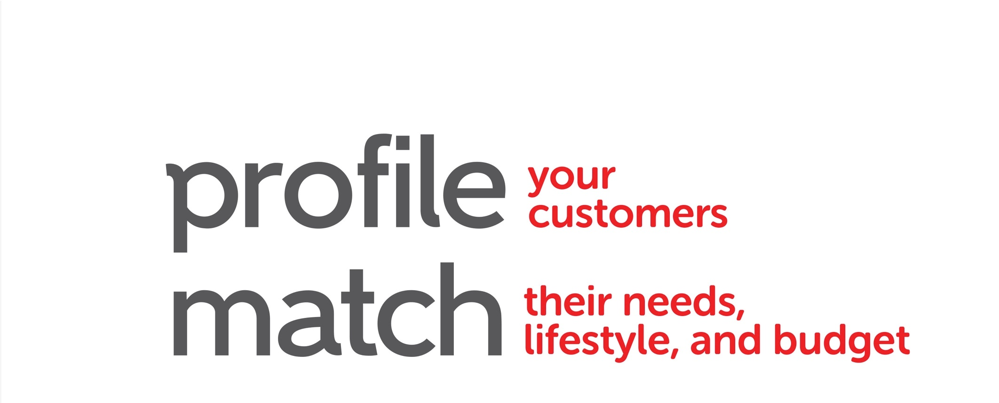 profile your
customers
match their needs,
lifestyle, and budget